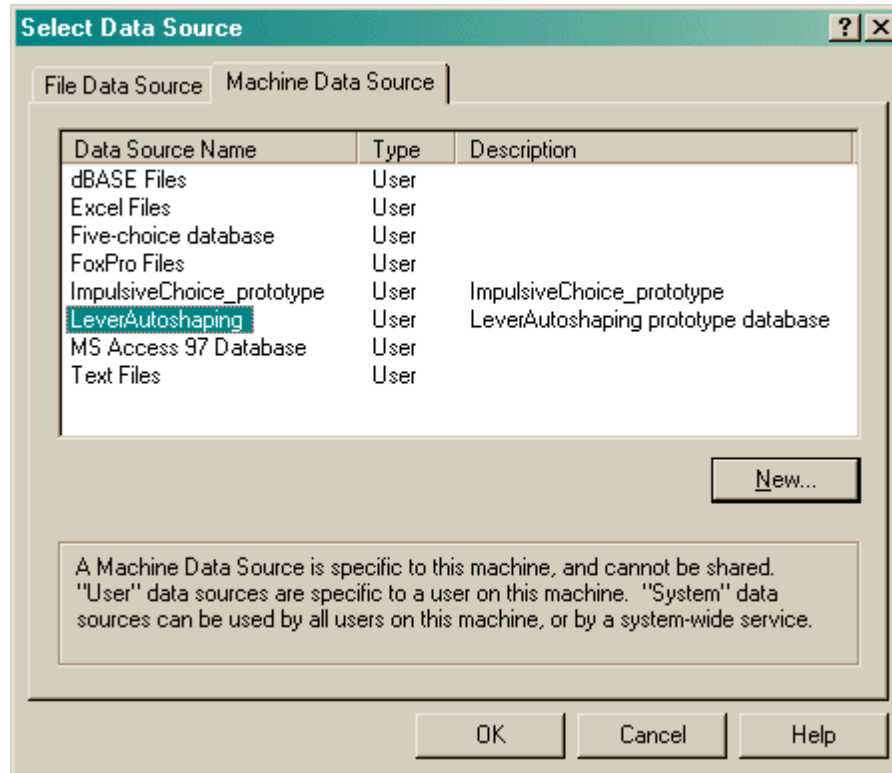 Select Data Source
File Data Source Machine Data Source
Data Source Name Type Description
dBASE Files User
Excel Files User
Five-choice database User
FoxPro Files User
ImpulsiveChoice_prototype User ImpulsiveChoice_prototype
LeverAutoshaping User LeverAutoshaping prototype database
MS Access 97 Database User
Text Files User
New...
A Machine Data Source is specific to this machine, and cannot be shared.
"User" data sources are specific to a user on this machine. "System" data
sources can be used by all users on this machine, or by a system-wide service.
OK Cancel Help